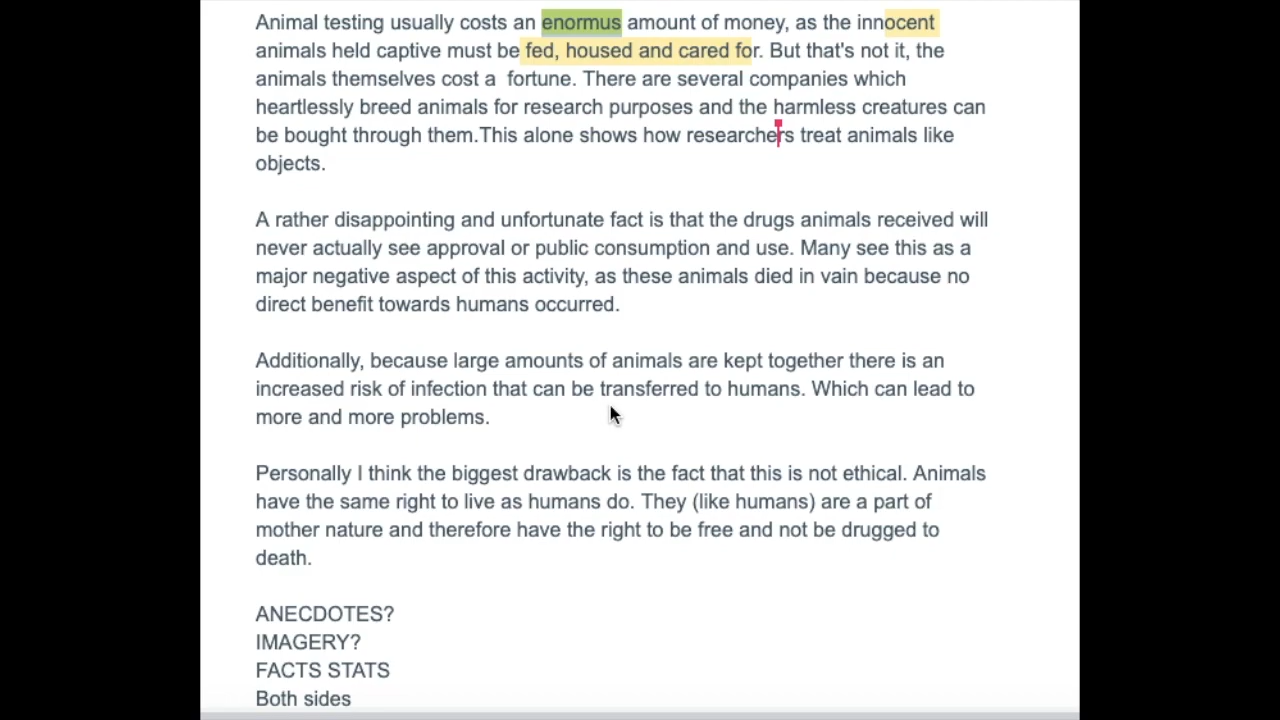 Animal testing usually costs an enormus amount of money, as the innocent
animals held captive must be fed, housed and cared for. But that's not it, the
animals themselves cost a  fortune. There are several companies which
heartlessly breed animals for research purposes and the harmless creatures can
be bought through them.This alone shows how researchers treat animals like
objects.
A rather disappointing and unfortunate fact is that the drugs animals received will
never actually see approval or public consumption and use. Many see this as a
major negative aspect of this activity, as these animals died in vain because no
direct benefit towards humans occurred.
Additionally, because large amounts of animals are kept together there is an
increased risk of infection that can be transferred to humans. Which can lead to
more and more problems.
Personally I think the biggest drawback is the fact that this is not ethical. Animals
have the same right to live as humans do. They (like humans) are a part of
mother nature and therefore have the right to be free and not be drugged to
death.
ANECDOTES?
IMAGERY?
FACTS STATS
Both sides